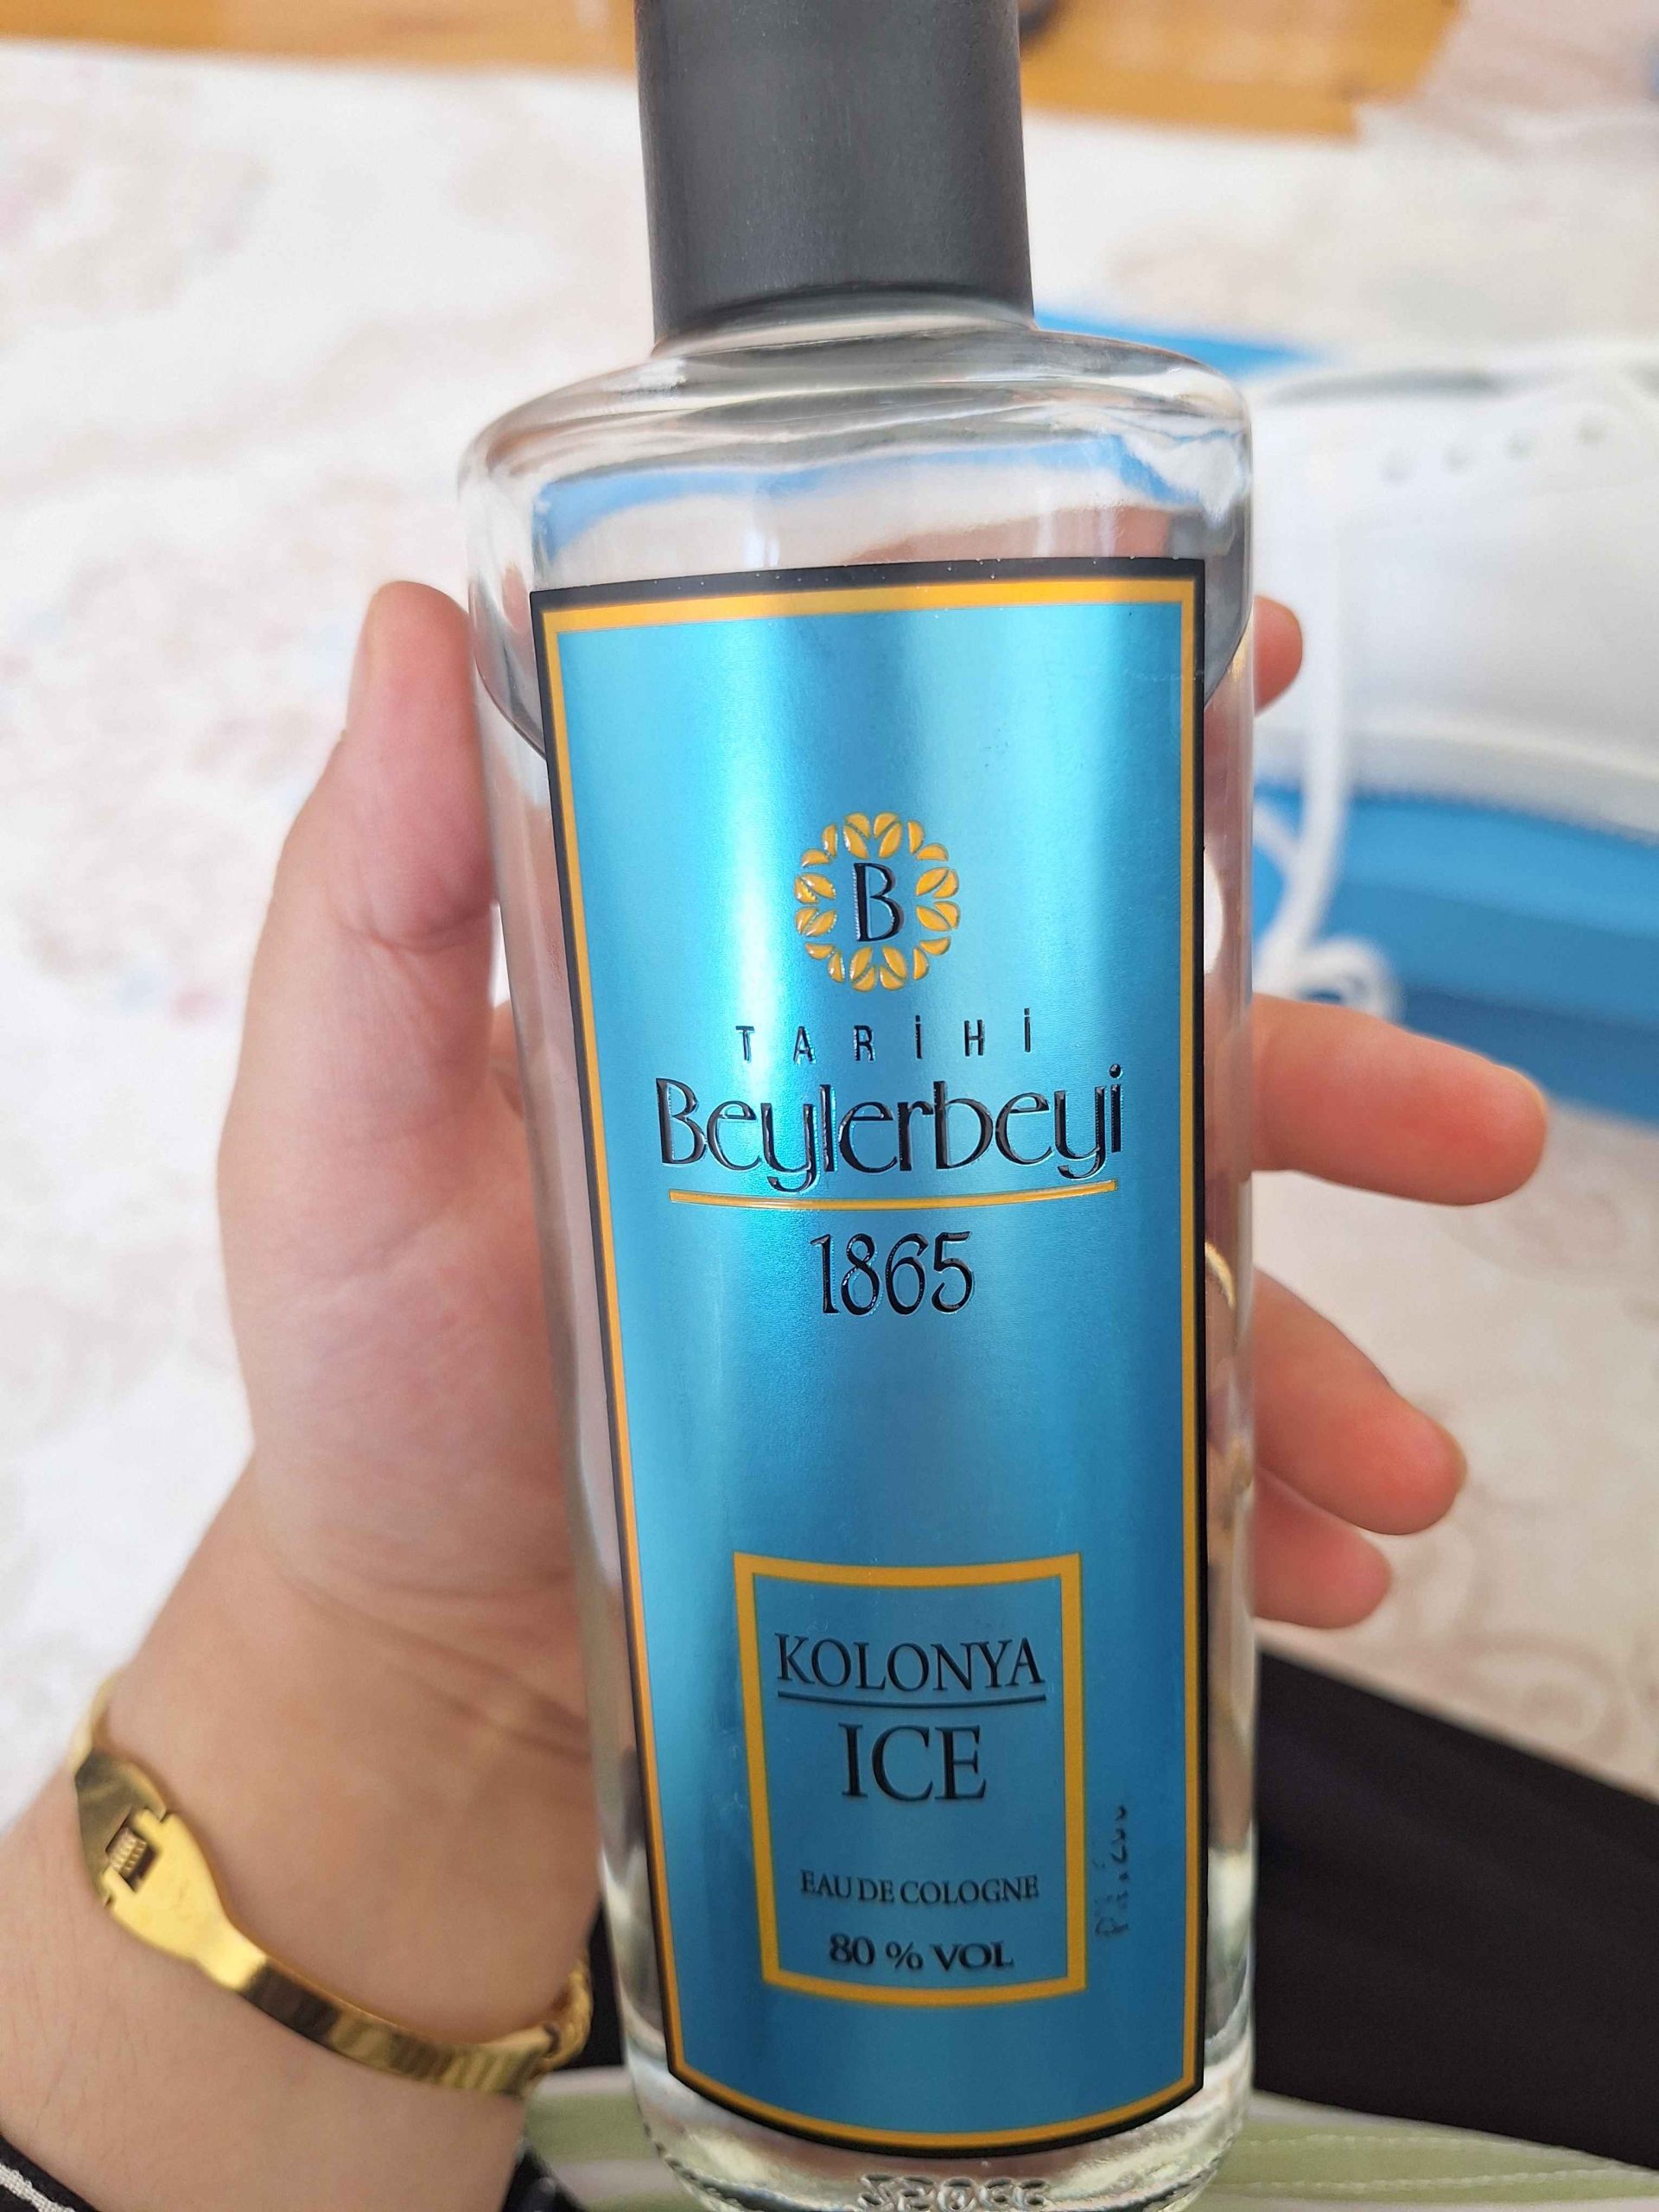 B
TARİHİ
Beylerbeyi
1865
KOLONYA
ICE
EAU DE COLOGNE
80 % VOL